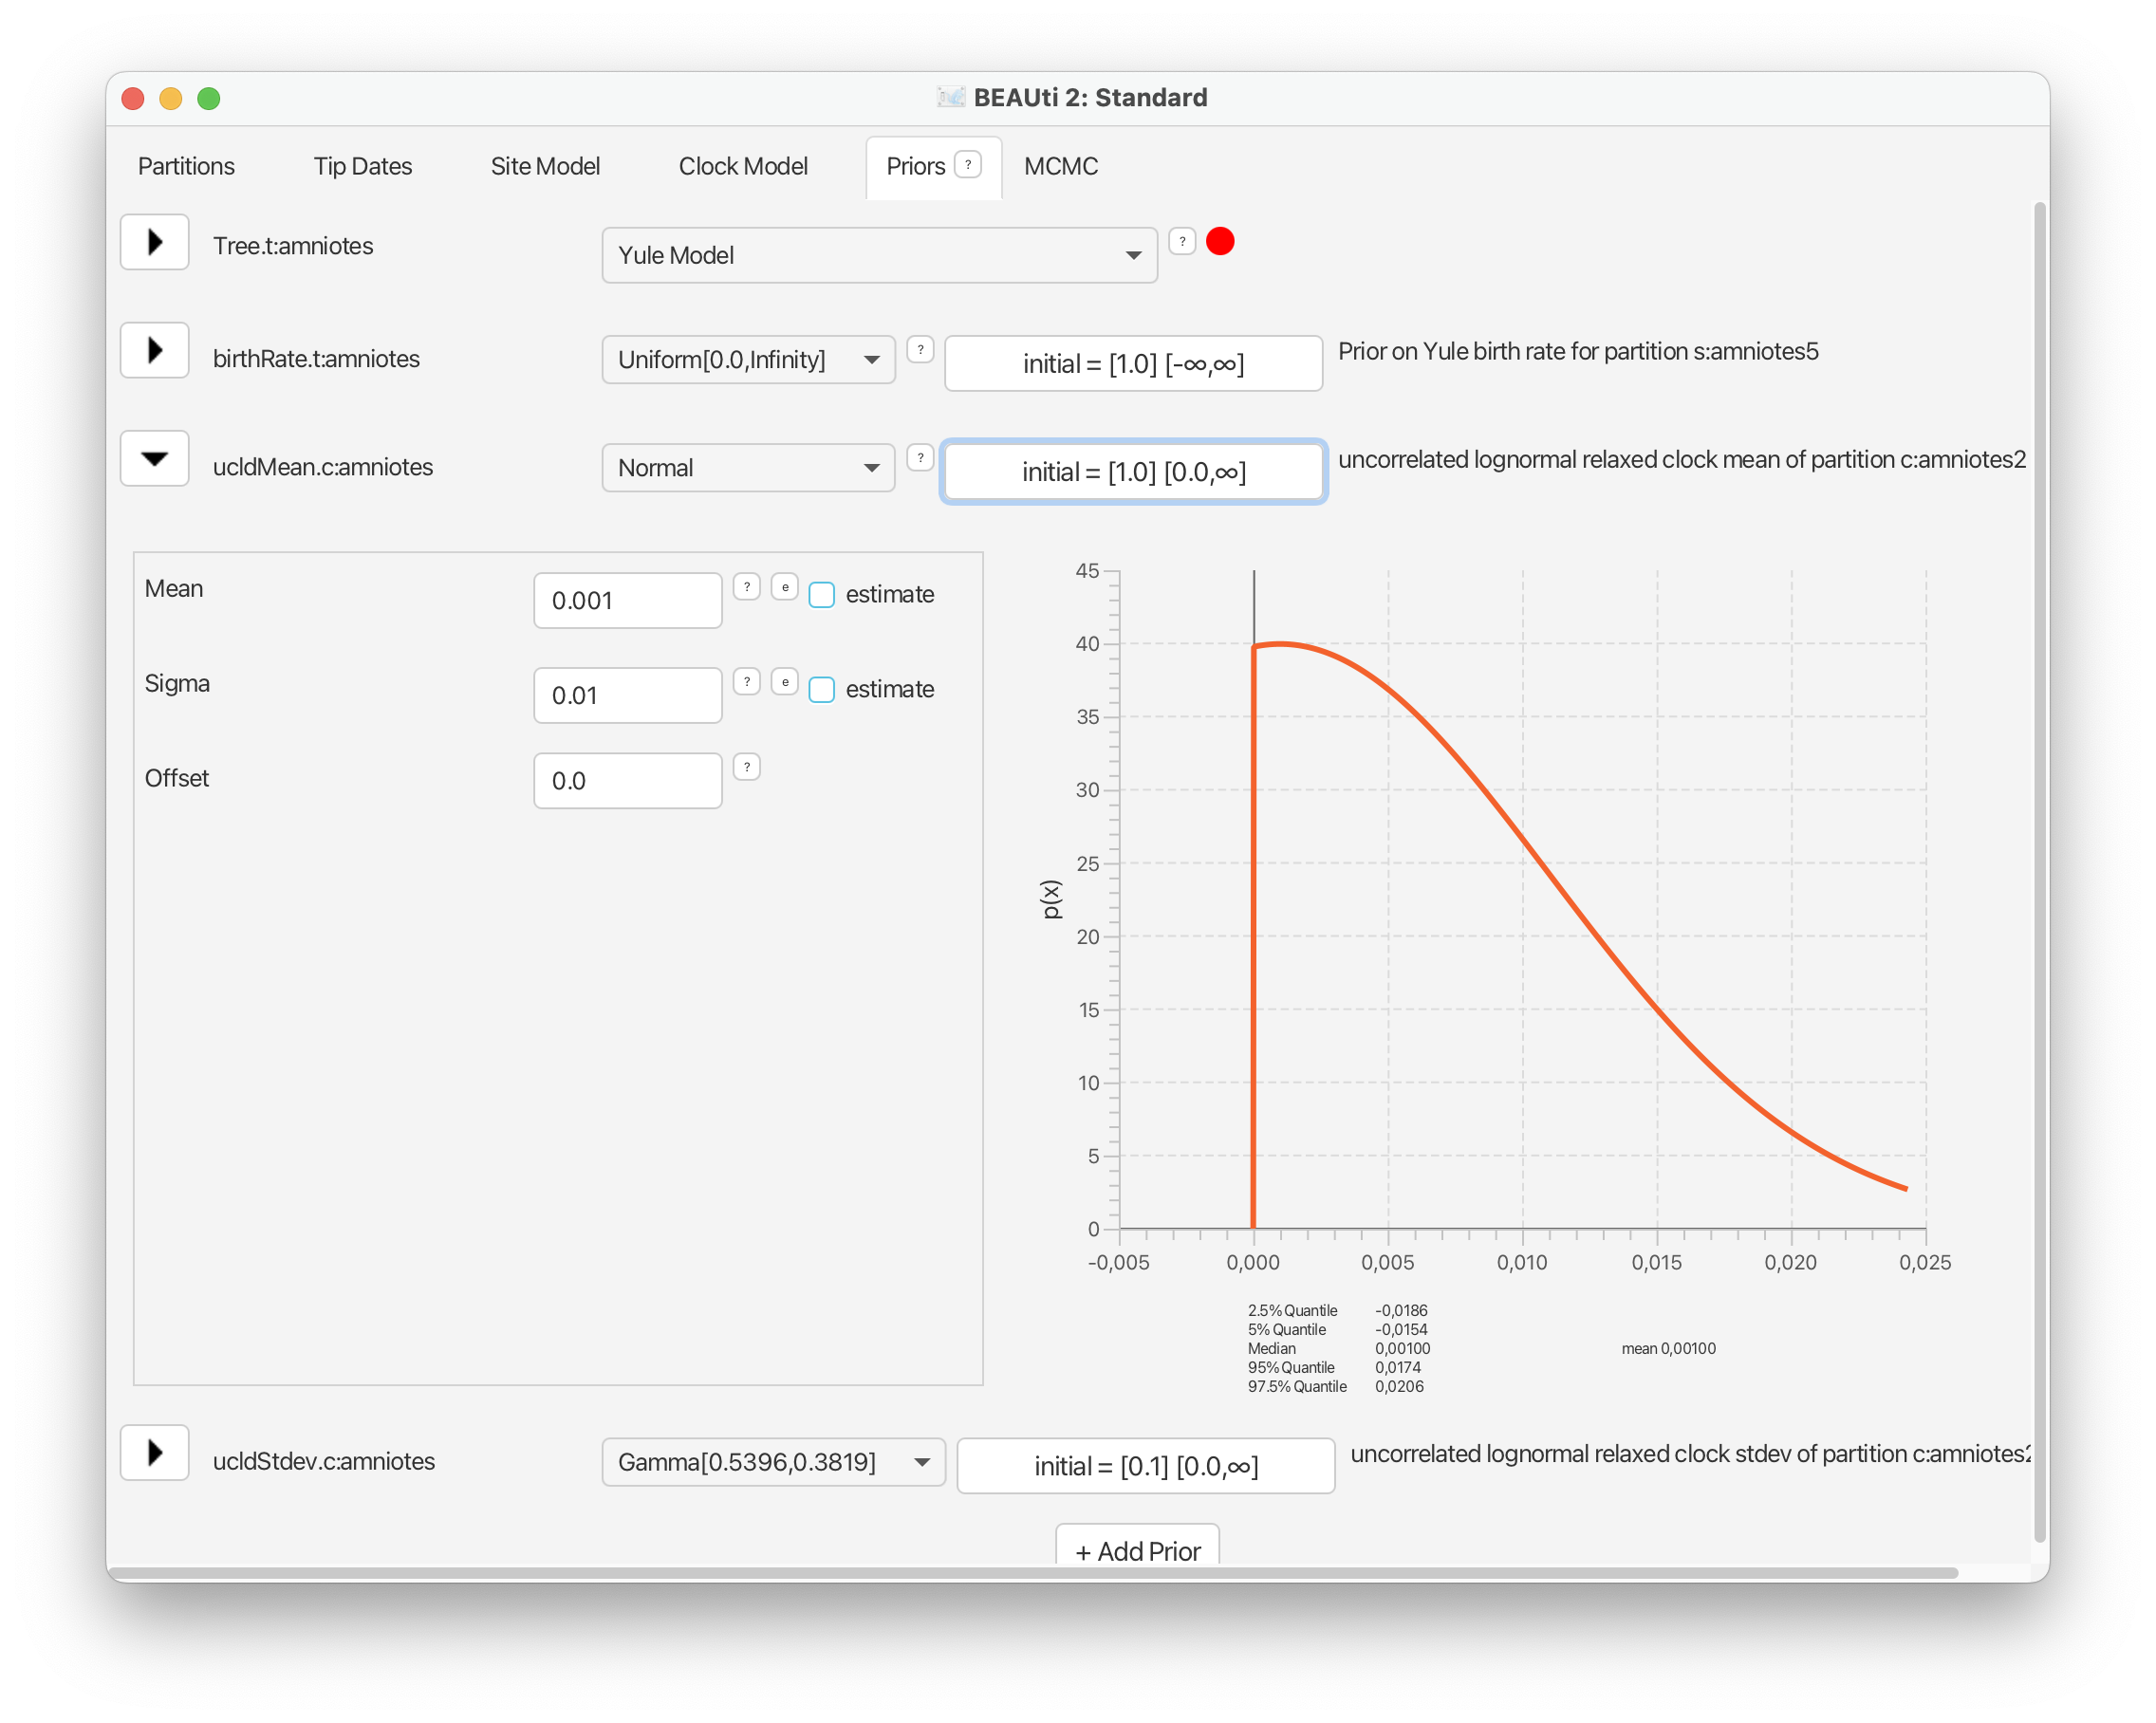 BEAUti 2: Standard
Partitions Tip Dates Site Model Clock Model Priors ? MCMC
Tree.t:amniotes Yule Model ?
birthRate.t:amniotes Uniform[0.0,Infinity] ? initial = [1.0] [-∞,∞] Prior on Yule birth rate for partition s:amniotes5
ucldMean.c:amniotes Normal ? initial = [1.0] [0.0,∞] uncorrelated lognormal relaxed clock mean of partition c:amniotes2
Mean 0.001 ? e estimate
Sigma 0.01 ? e estimate
Offset 0.0 ?
45
40
35
30
25
20
15
10
5
0
p(x)
-0,005 0,000 0,005 0,010 0,015 0,020 0,025
2.5% Quantile -0,0186
5% Quantile -0,0154
Median 0,00100 mean 0,00100
95% Quantile 0,0174
97.5% Quantile 0,0206
ucldStdev.c:amniotes Gamma[0.5396,0.3819] initial = [0.1] [0.0,∞] uncorrelated lognormal relaxed clock stdev of partition c:amniotes2
+ Add Prior